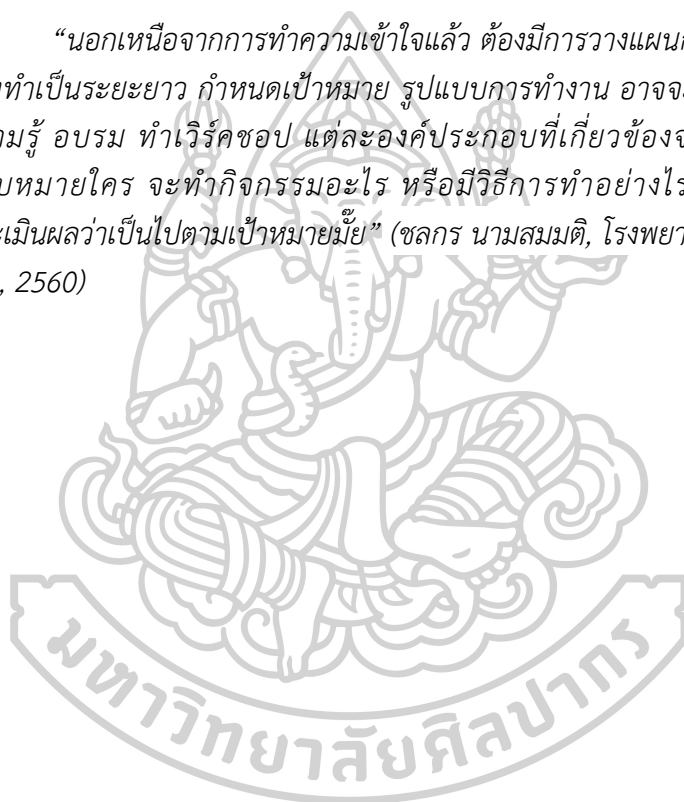 “นอกเหนือจากการทำความเข้าใจแล้ว ต้องมีการวางแผน
ทำเป็นระยะยาว กำหนดเป้าหมาย รูปแบบการทำงาน
ามรู้ อบรม ทำเวิร์คชอป แต่ละองค์ประกอบที่เกี่ยวข้องจ
บหมายใคร จะทำกิจกรรมอะไร หรือมีวิธีการทำอย่างไร
ะเมินผลว่าเป็นไปตามเป้าหมายมั๊ย” (ชลกร นามสมมติ, โรงพยา
, 2560)
มหาวิทยาลัยศิลปากร